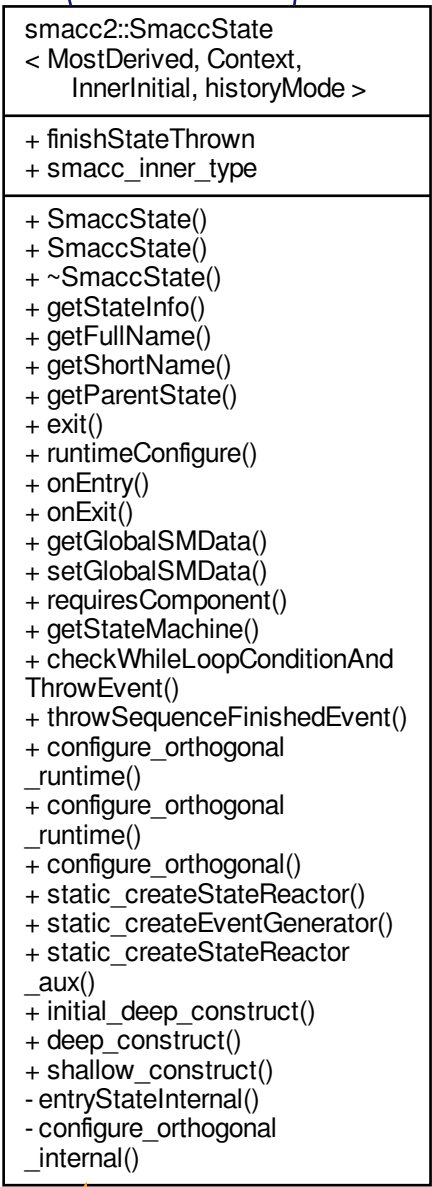 smacc2::SmaccState
< MostDerived, Context,
InnerInitial, historyMode >
+ finishStateThrown
+ smacc_inner_type
+ SmaccState()
+ SmaccState()
+ ~SmaccState()
+ getStateInfo()
+ getFullName()
+ getShortName()
+ getParentState()
+ exit()
+ runtimeConfigure()
+ onEntry()
+ onExit()
+ getGlobalSMData()
+ setGlobalSMData()
+ requiresComponent()
+ getStateMachine()
+ checkWhileLoopConditionAnd
ThrowEvent()
+ throwSequenceFinishedEvent()
+ configure_orthogonal
_runtime()
+ configure_orthogonal
_runtime()
+ configure_orthogonal()
+ static_createStateReactor()
+ static_createEventGenerator()
+ static_createStateReactor
_aux()
+ initial_deep_construct()
+ deep_construct()
+ shallow_construct()
- entryStateInternal()
- configure_orthogonal
_internal()